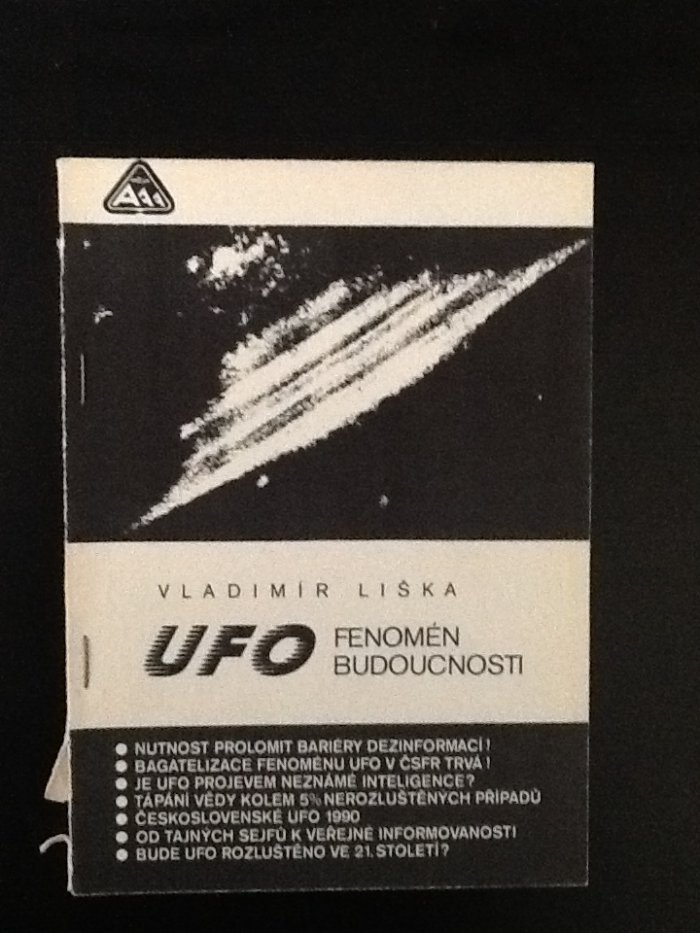 A11
VLADIMÍR LIŠKA
UFO FENOMÉN
BUDOUCNOSTI
● NUTNOST PROLOMIT BARIÉRY DEZINFORMACÍ!
● BAGATELIZACE FENOMÉNU UFO V ČSFR TRVÁ!
● JE UFO PROJEVEM NEZNÁMÉ INTELIGENCE?
● TÁPÁNÍ VĚDY KOLEM 5% NEROZLUŠTĚNÝCH PŘÍPADŮ
● ČESKOSLOVENSKÉ UFO 1990
● OD TAJNÝCH SEJFŮ K VEŘEJNÉ INFORMOVANOSTI
● BUDE UFO ROZLUŠTĚNO VE 21. STOLETÍ?